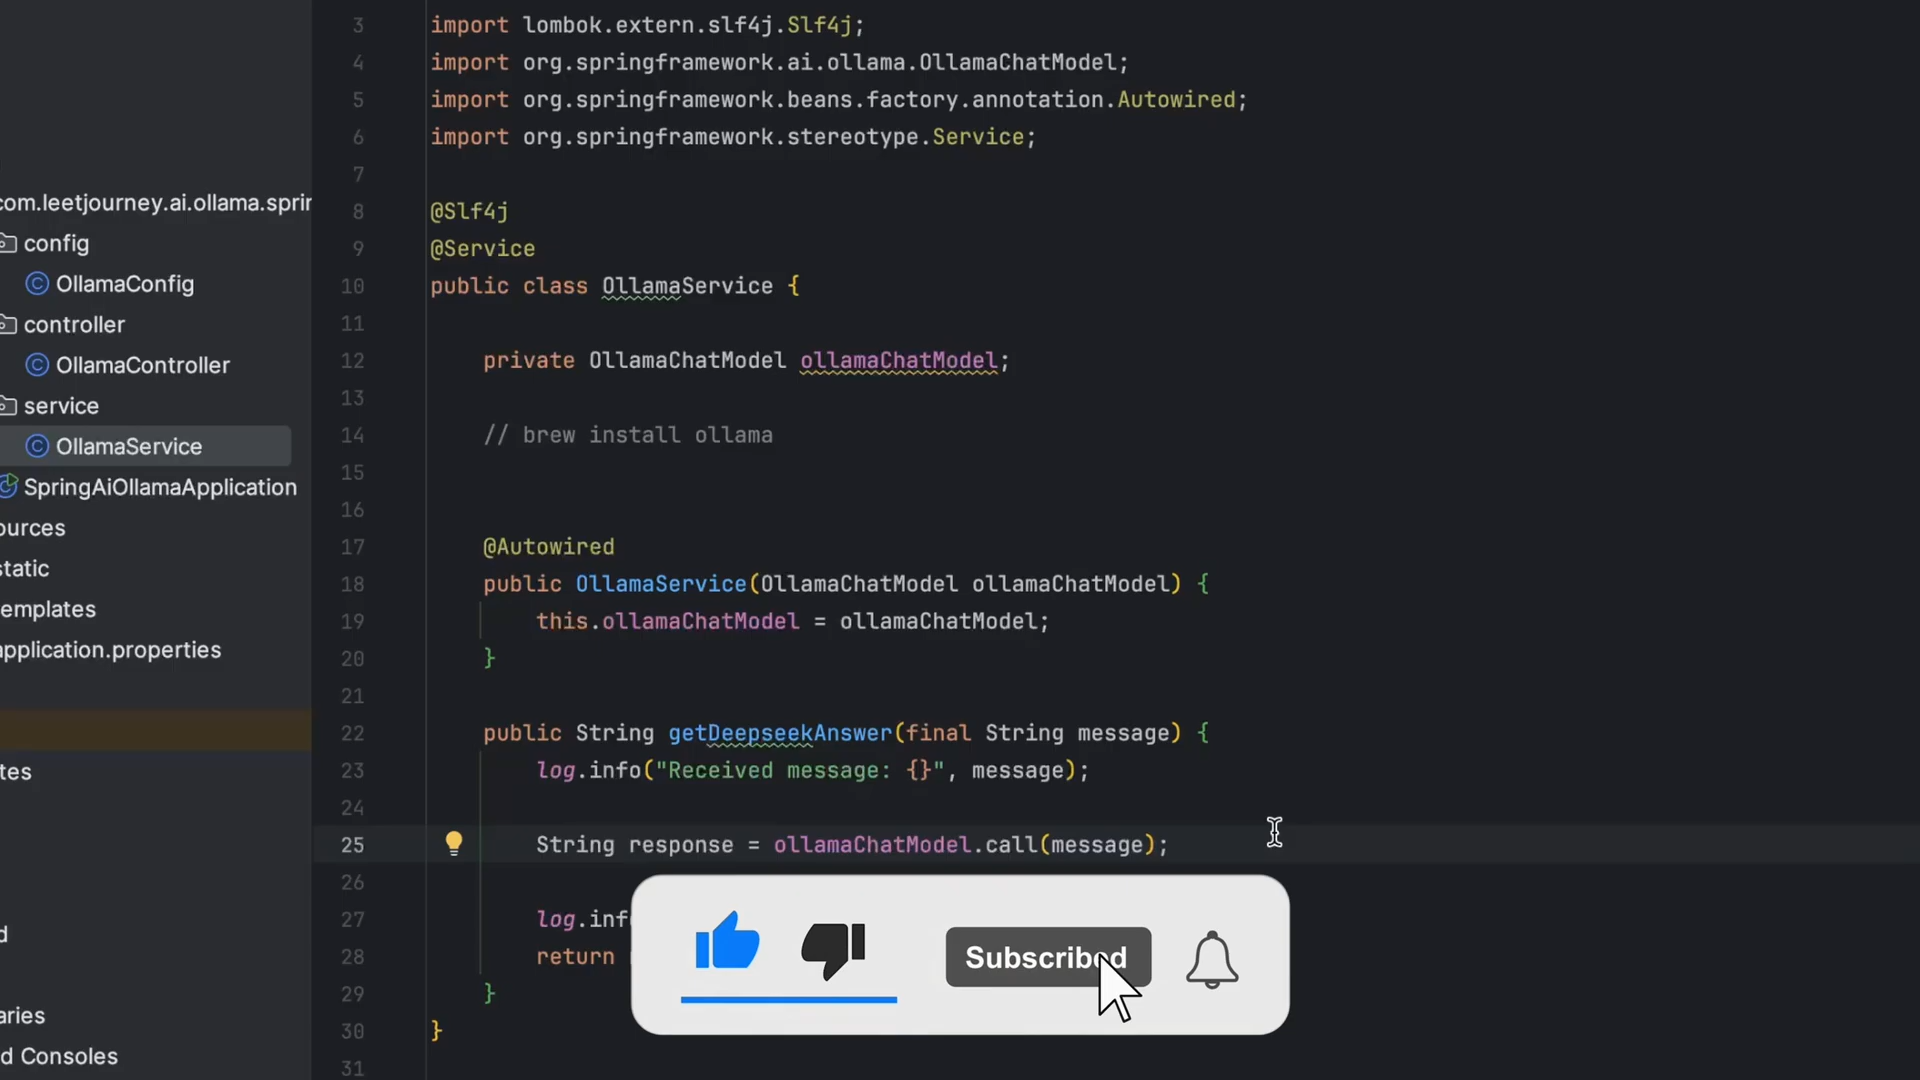 com.leetjourney.ai.ollama.sprin
config
OllamaConfig
controller
OllamaController
service
OllamaService
SpringAiOllamaApplication
ources
static
emplates
application.properties
tes
d
aries
d Consoles
3 import lombok.extern.slf4j.Slf4j;
4 import org.springframework.ai.ollama.OllamaChatModel;
5 import org.springframework.beans.factory.annotation.Autowired;
6 import org.springframework.stereotype.Service;
7
8 @Slf4j
9 @Service
10 public class OllamaService {
11
12 private OllamaChatModel ollamaChatModel;
13
14 // brew install ollama
15
16
17 @Autowired
18 public OllamaService(OllamaChatModel ollamaChatModel) {
19 this.ollamaChatModel = ollamaChatModel;
20 }
21
22 public String getDeepseekAnswer(final String message) {
23 log.info("Received message: {}", message);
24
25 String response = ollamaChatModel.call(message);
26
27 log.inf
28 return
29 }
30 }
31
Subscribed